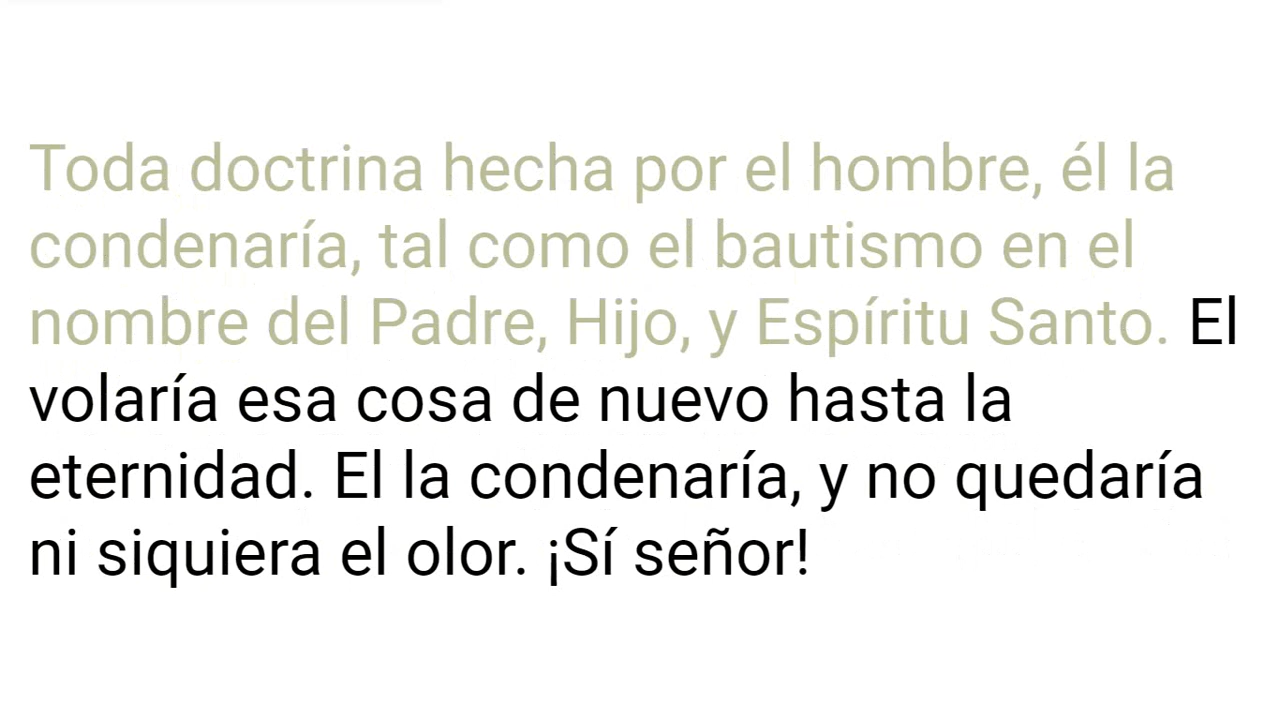 Toda doctrina hecha por el hombre, él la
condenaría, tal como el bautismo en el
nombre del Padre, Hijo, y Espíritu Santo. El
volaría esa cosa de nuevo hasta la
eternidad. El la condenaría, y no quedaría
ni siquiera el olor. ¡Sí señor!